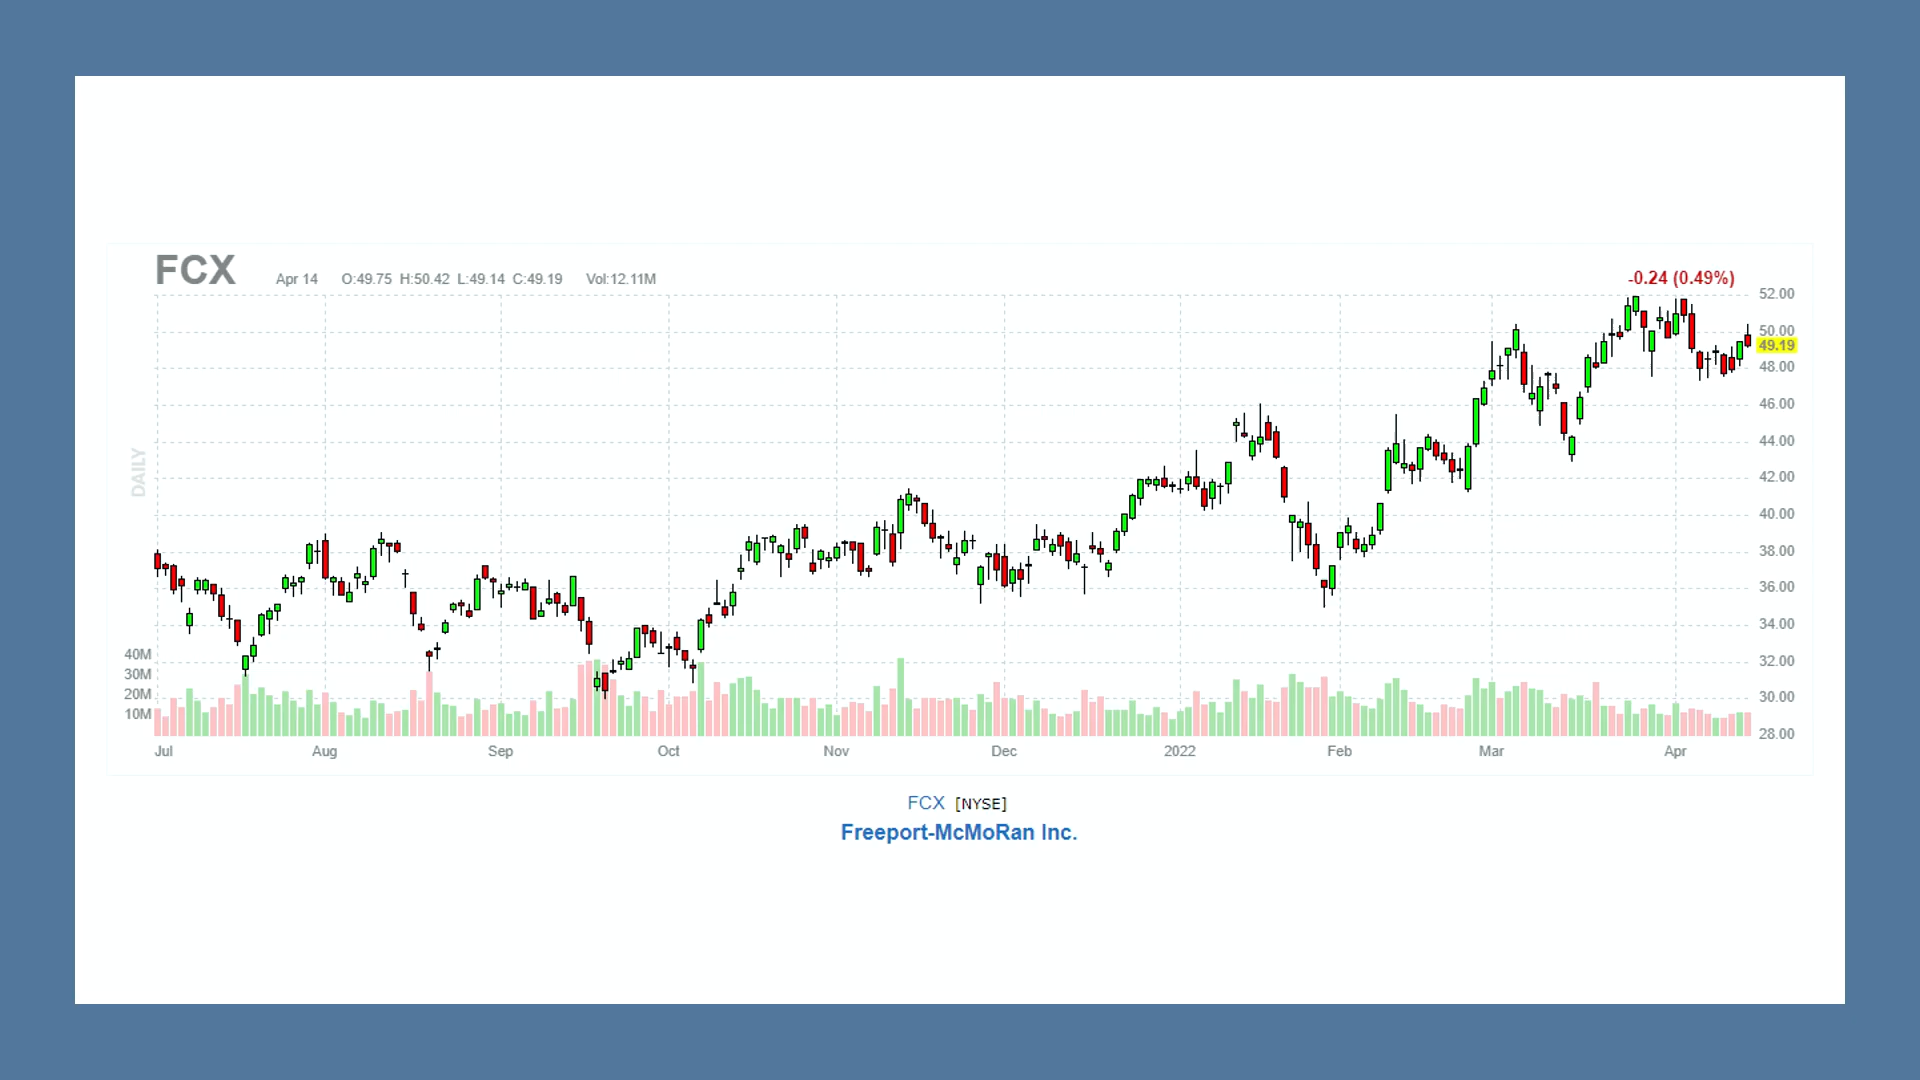 FCX Apr 14 O:49.75 H:50.42 L:49.14 C:49.19 Vol:12.11M -0.24 (0.49%)
52.00
50.00
49.19
48.00
46.00
44.00
42.00
40.00
38.00
36.00
34.00
32.00
30.00
28.00
DAILY
40M
30M
20M
10M
Jul Aug Sep Oct Nov Dec 2022 Feb Mar Apr
FCX [NYSE]
Freeport-McMoRan Inc.